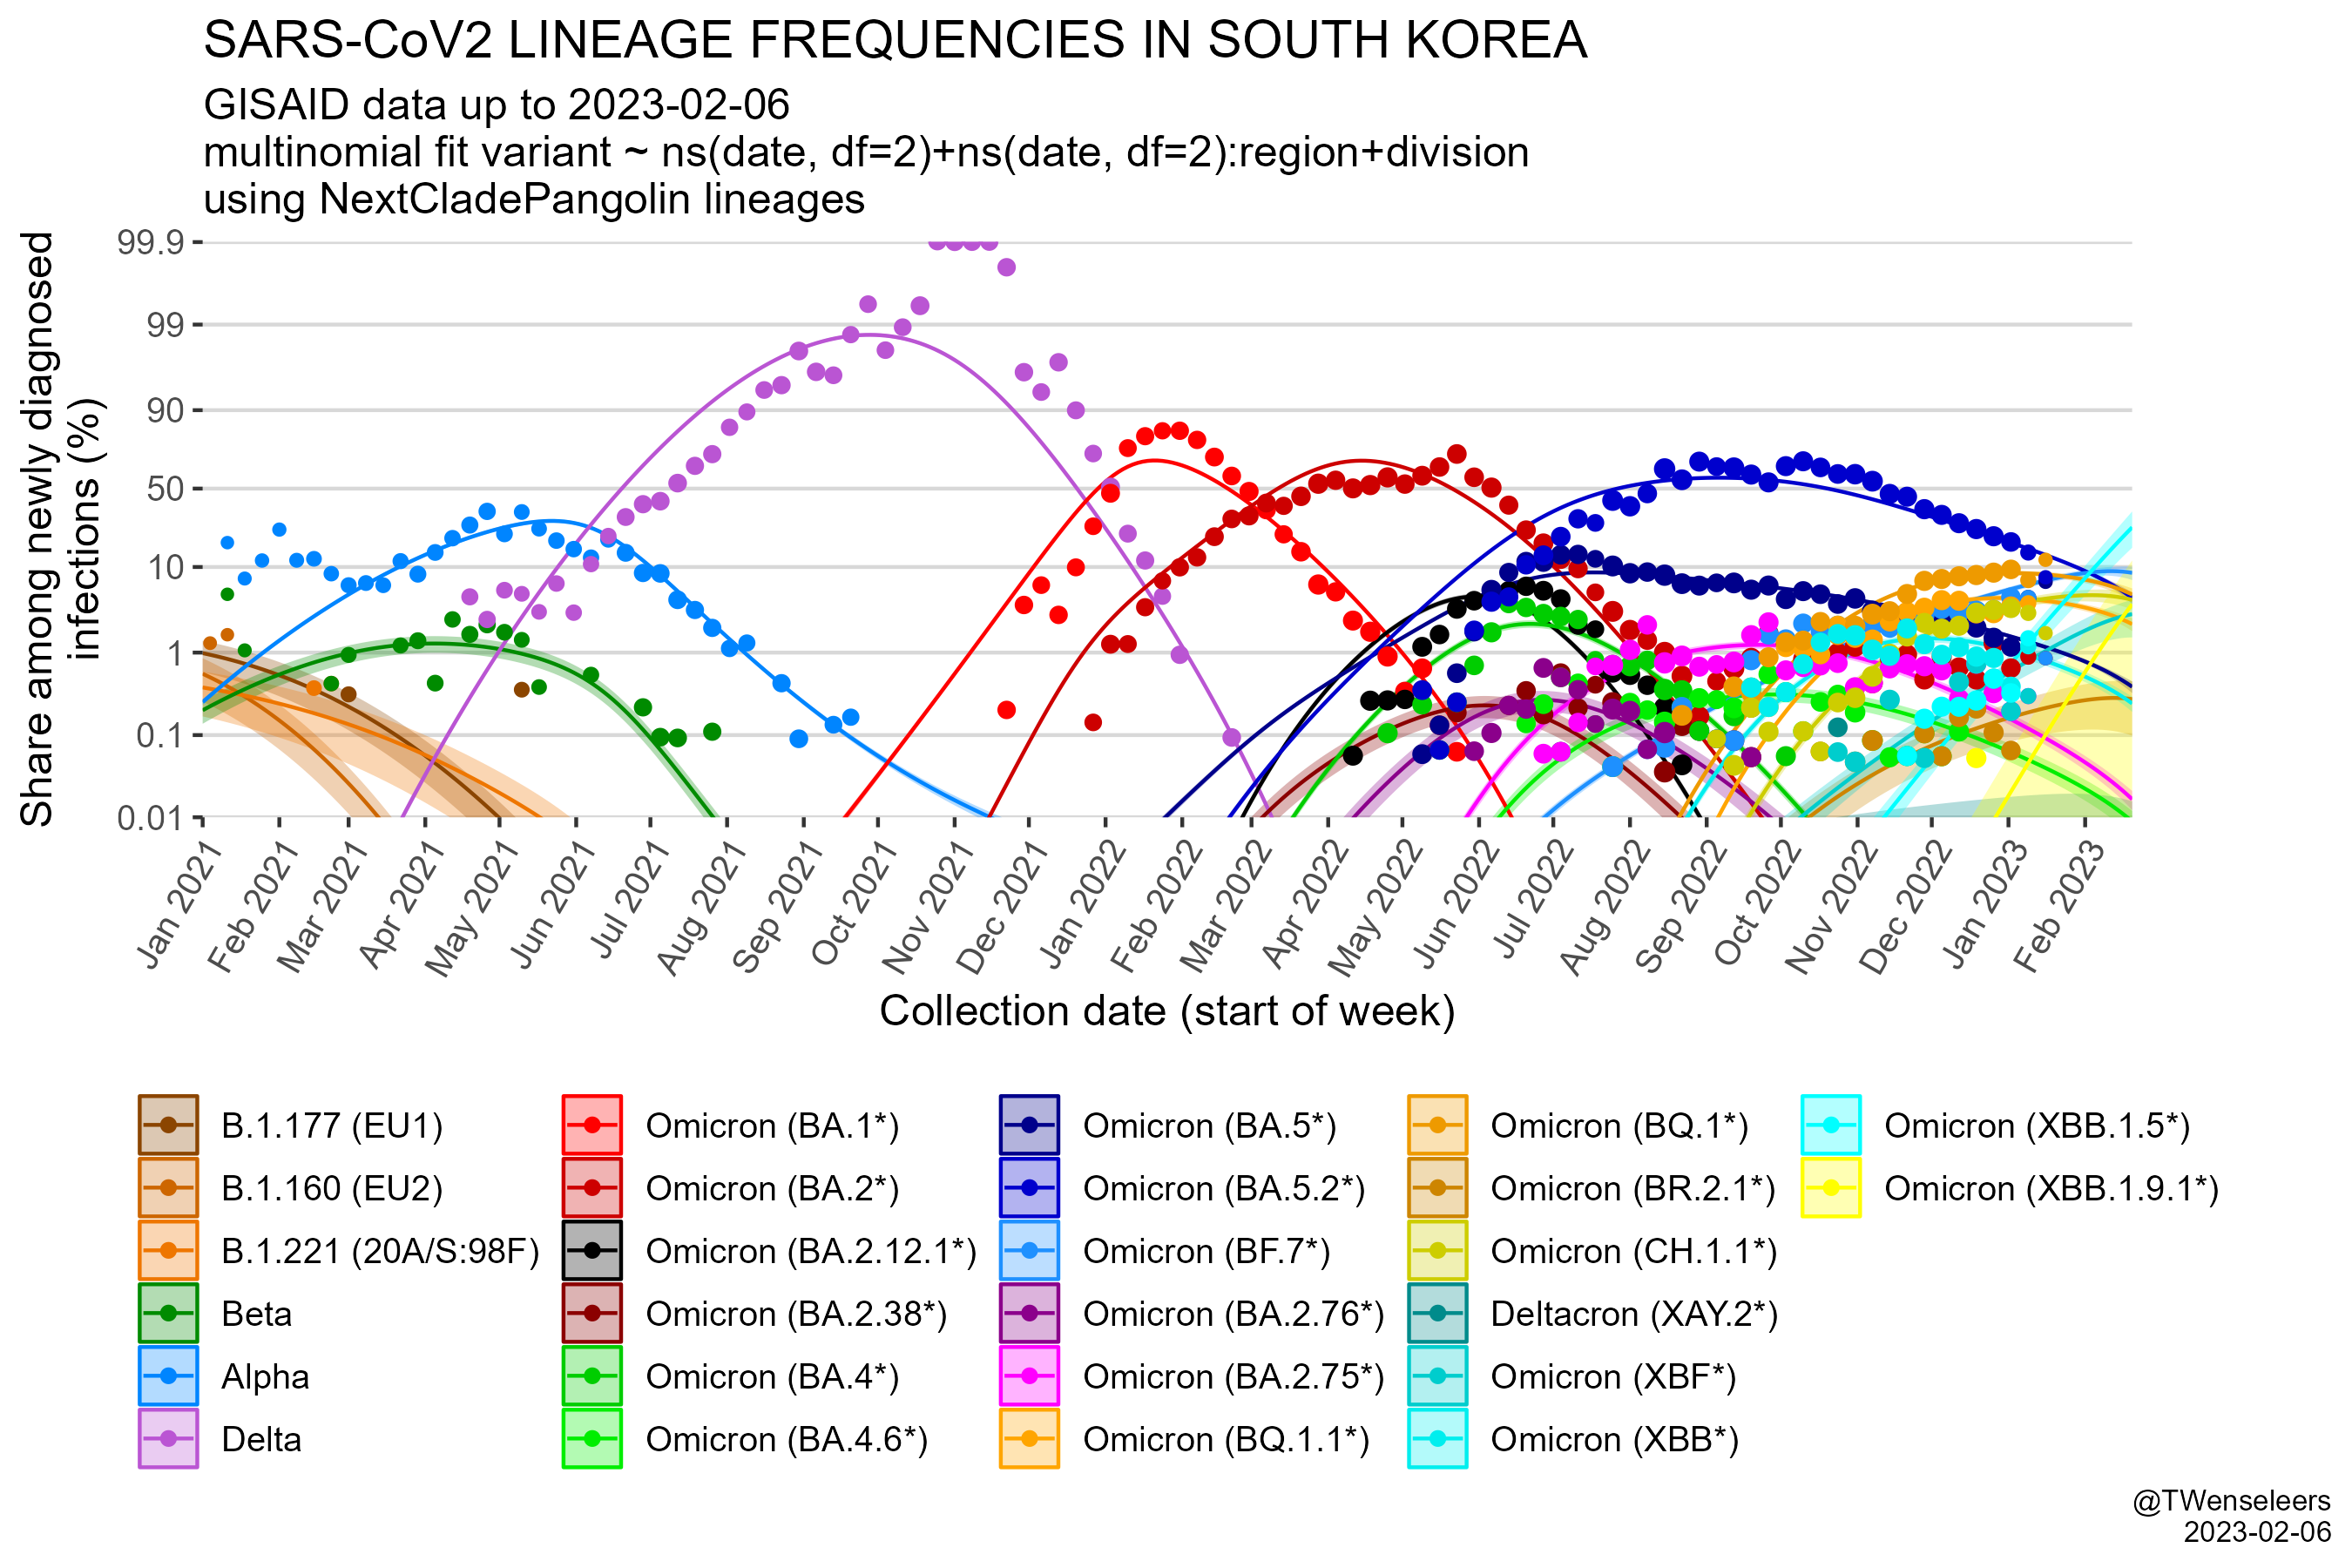 SARS-CoV2 LINEAGE FREQUENCIES IN SOUTH KOREA
GISAID data up to 2023-02-06
multinomial fit variant ~ ns(date, df=2)+ns(date, df=2):region+division
using NextCladePangolin lineages
Share among newly diagnosed
infections (%)
99.9
99
90
50
10
1
0.1
0.01
Jan 2021
Feb 2021
Mar 2021
Apr 2021
May 2021
Jun 2021
Jul 2021
Aug 2021
Sep 2021
Oct 2021
Nov 2021
Dec 2021
Jan 2022
Feb 2022
Mar 2022
Apr 2022
May 2022
Jun 2022
Jul 2022
Aug 2022
Sep 2022
Oct 2022
Nov 2022
Dec 2022
Jan 2023
Feb 2023
Collection date (start of week)
B.1.177 (EU1)
B.1.160 (EU2)
B.1.221 (20A/S:98F)
Beta
Alpha
Delta
Omicron (BA.1*)
Omicron (BA.2*)
Omicron (BA.2.12.1*)
Omicron (BA.2.38*)
Omicron (BA.4*)
Omicron (BA.4.6*)
Omicron (BA.5*)
Omicron (BA.5.2*)
Omicron (BF.7*)
Omicron (BA.2.76*)
Omicron (BA.2.75*)
Omicron (BQ.1.1*)
Omicron (BQ.1*)
Omicron (BR.2.1*)
Omicron (CH.1.1*)
Deltacron (XAY.2*)
Omicron (XBF*)
Omicron (XBB*)
Omicron (XBB.1.5*)
Omicron (XBB.1.9.1*)
@TWenseleers
2023-02-06